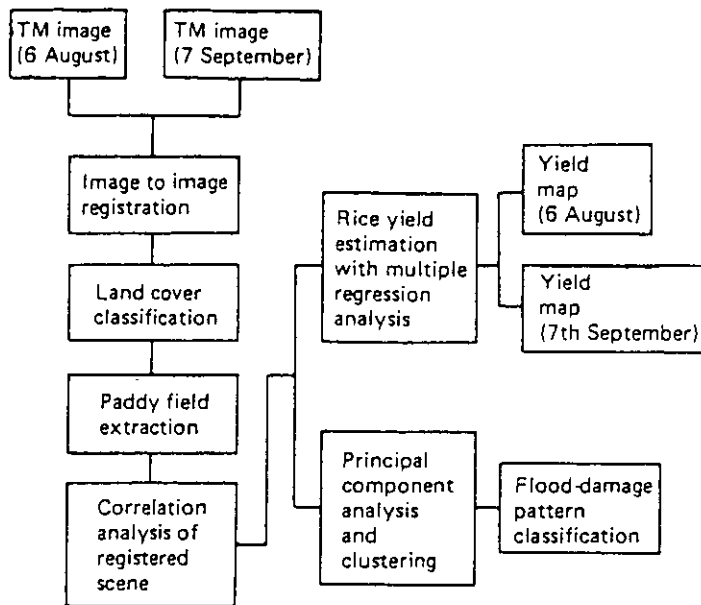 TM image
(6 August)
TM image
(7 September)
Image to image
registration
Land cover
classification
Paddy field
extraction
Correlation
analysis of
registered
scene
Rice yield
estimation
with multiple
regression
analysis
Yield
map
(6 August)
Yield
map
(7th September)
Principal
component
analysis
and
clustering
Flood-damage
pattern
classification